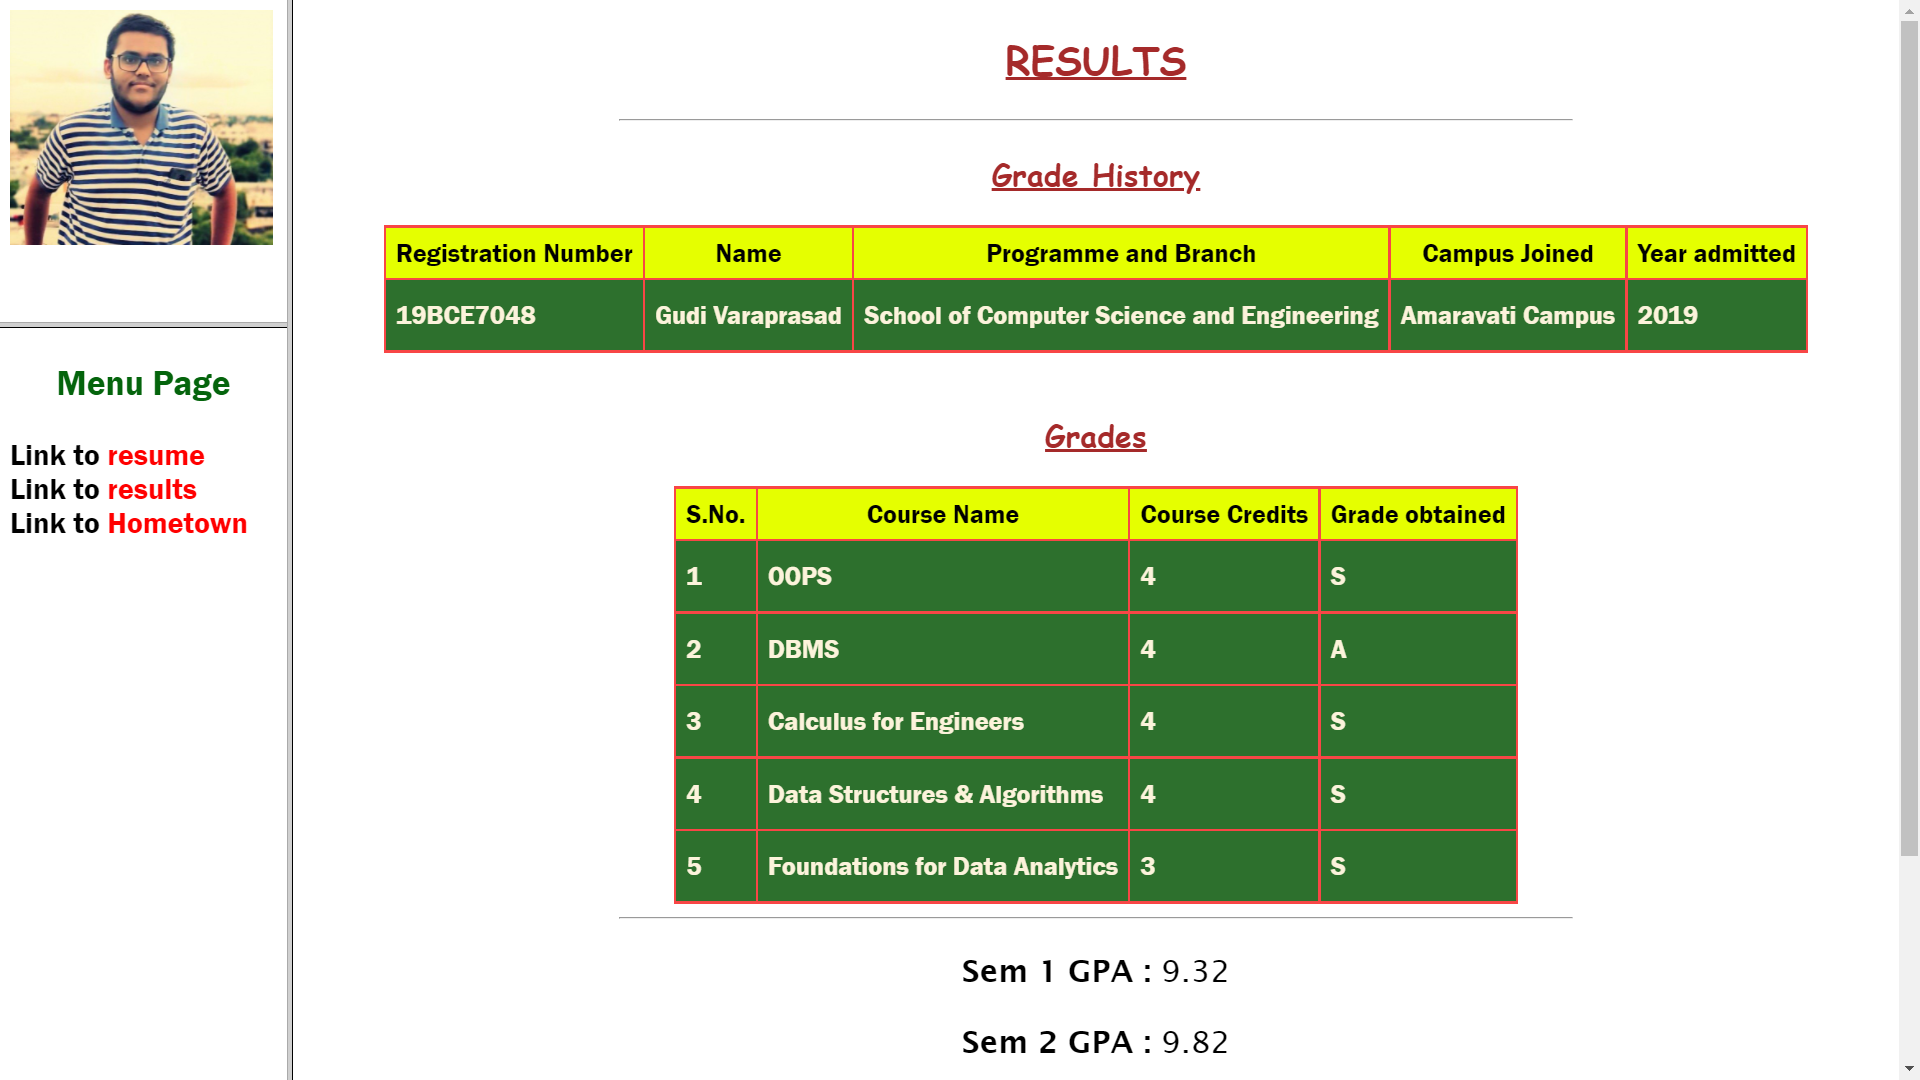 Menu Page
Link to resume
Link to results
Link to Hometown
RESULTS
Grade History
Registration Number Name Programme and Branch Campus Joined Year admitted
19BCE7048 Gudi Varaprasad School of Computer Science and Engineering Amaravati Campus 2019
Grades
S.No. Course Name Course Credits Grade obtained
1 OOPS 4 S
2 DBMS 4 A
3 Calculus for Engineers 4 S
4 Data Structures & Algorithms 4 S
5 Foundations for Data Analytics 3 S
Sem 1 GPA : 9.32
Sem 2 GPA : 9.82